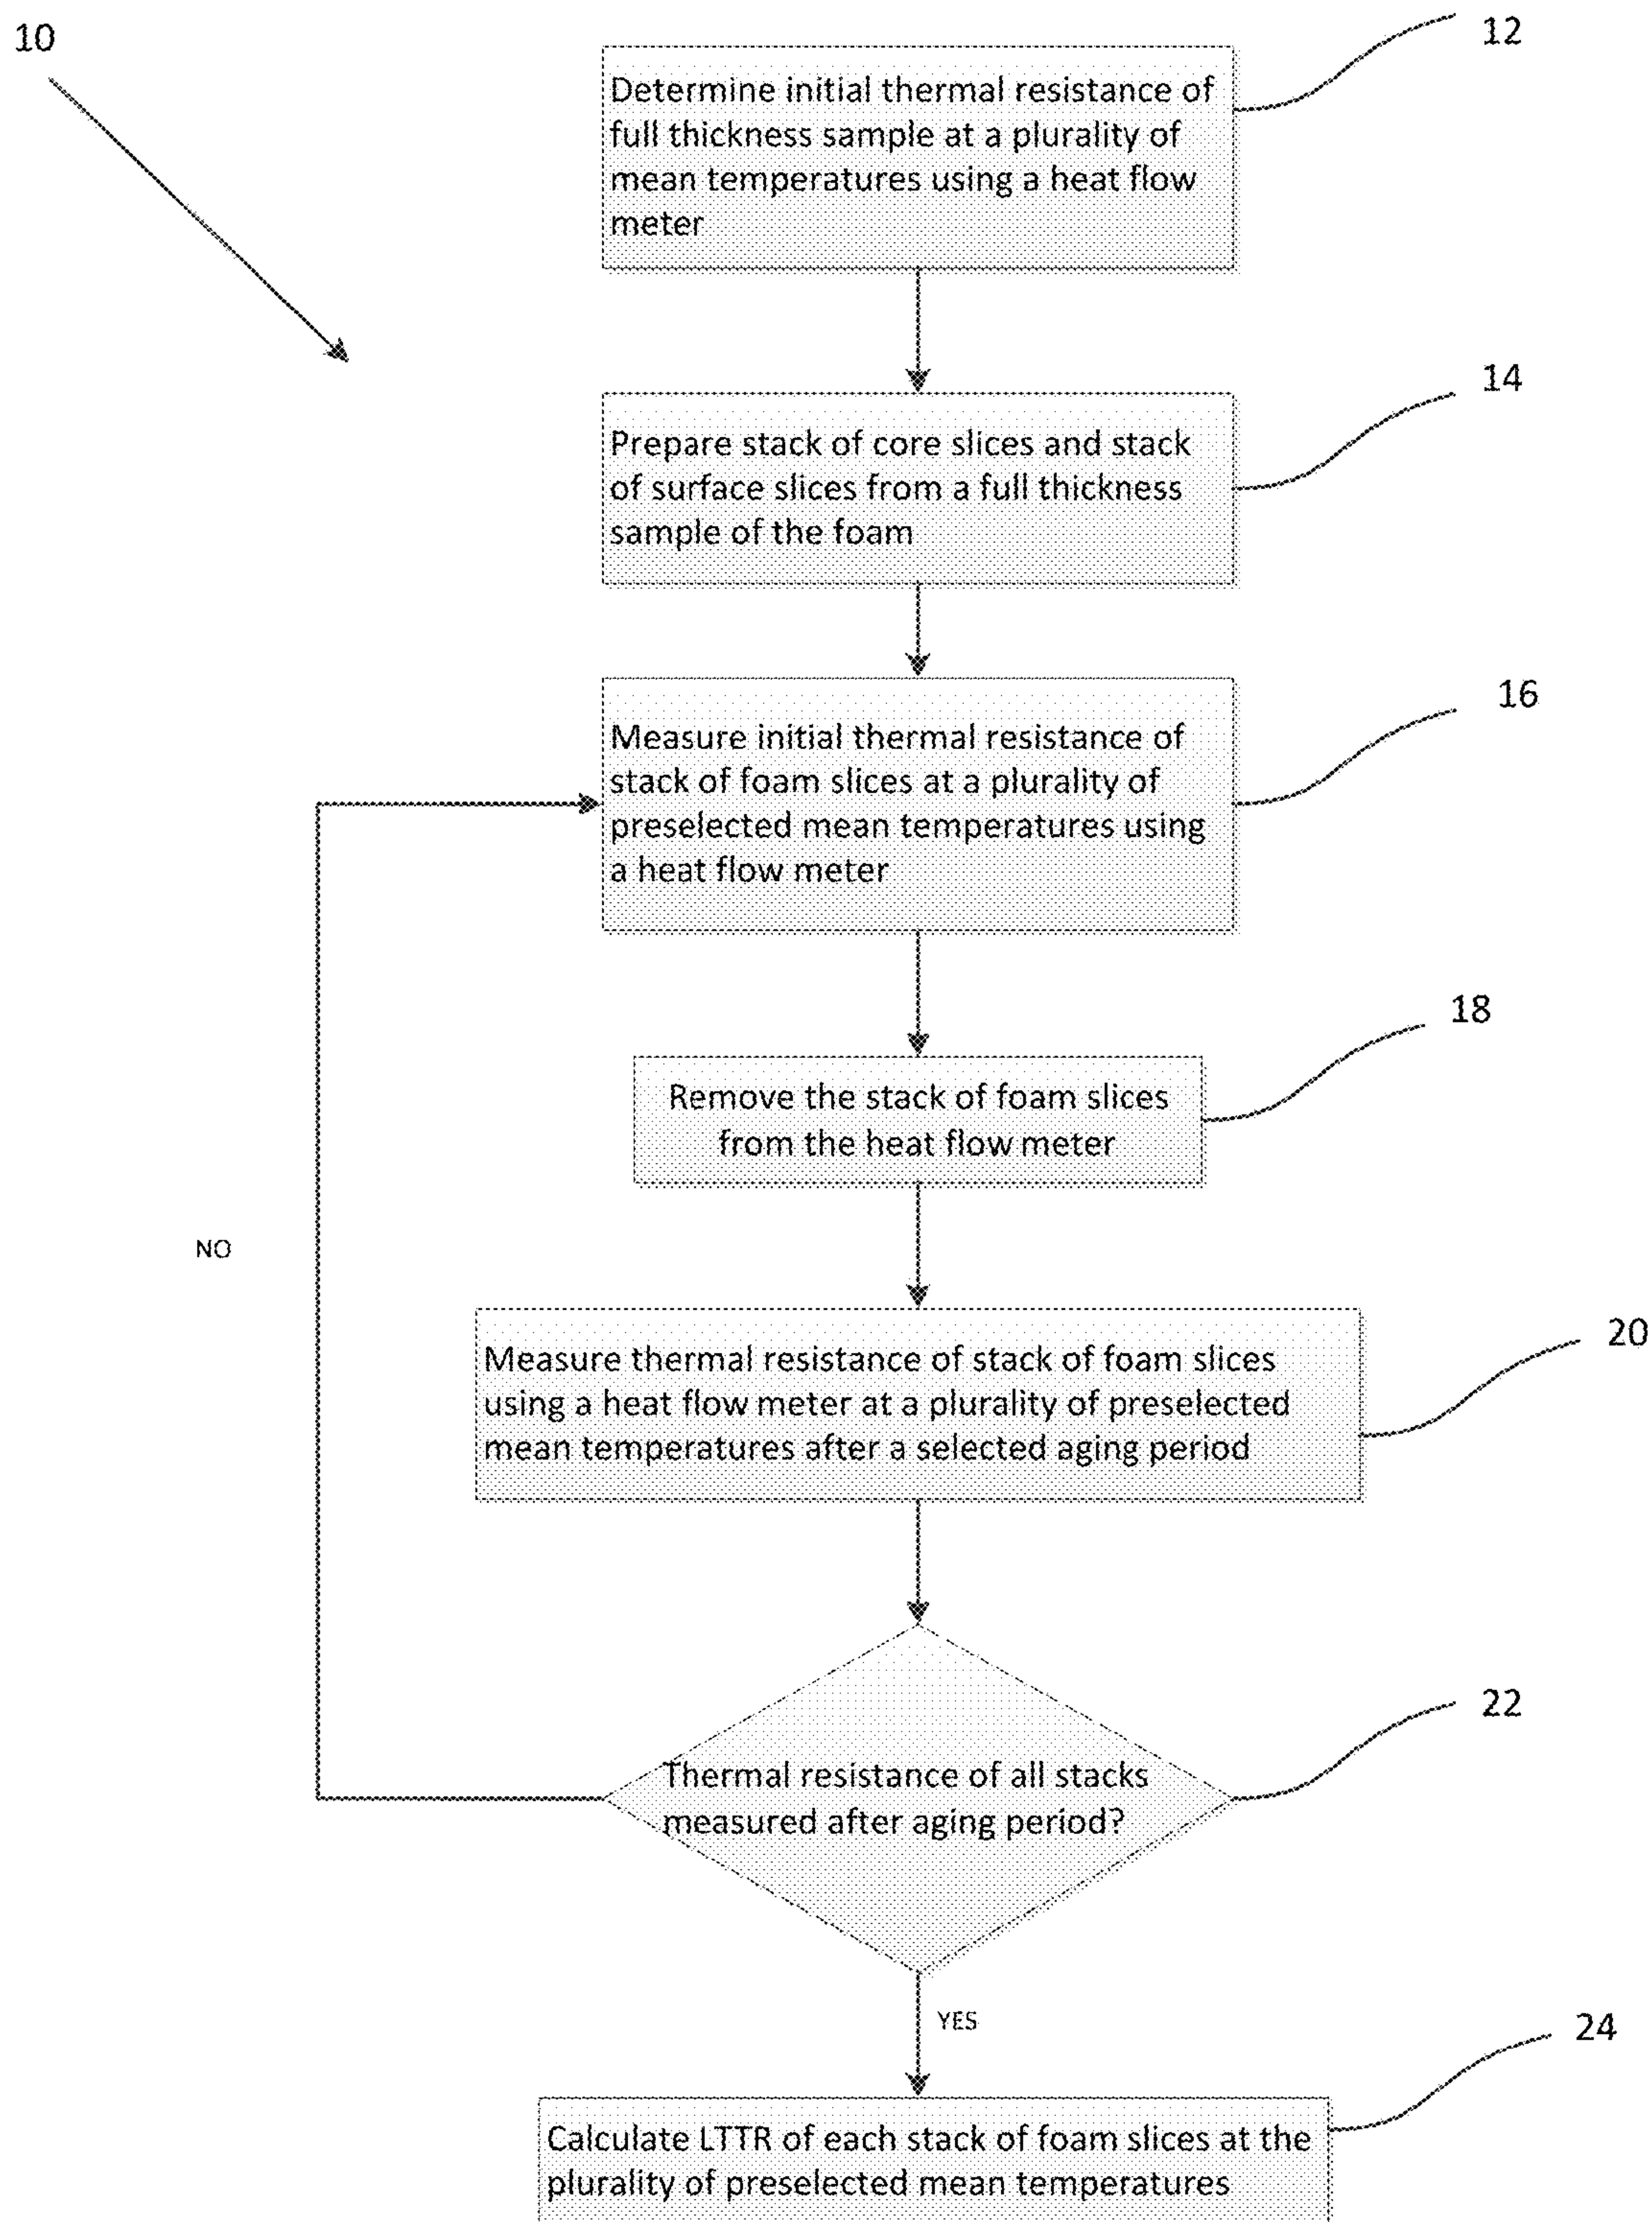 10
12
Determine initial thermal resistance of
full thickness sample at a plurality of
mean temperatures using a heat flow
meter
14
Prepare stack of core slices and stack
of surface slices from a full thickness
sample of the foam
16
Measure initial thermal resistance of
stack of foam slices at a plurality of
preselected mean temperatures using
a heat flow meter
18
Remove the stack of foam slices
from the heat flow meter
NO
20
Measure thermal resistance of stack of foam slices
using a heat flow meter at a plurality of preselected
mean temperatures after a selected aging period
22
Thermal resistance of all stacks
measured after aging period?
YES
24
Calculate LTTR of each stack of foam slices at the
plurality of preselected mean temperatures